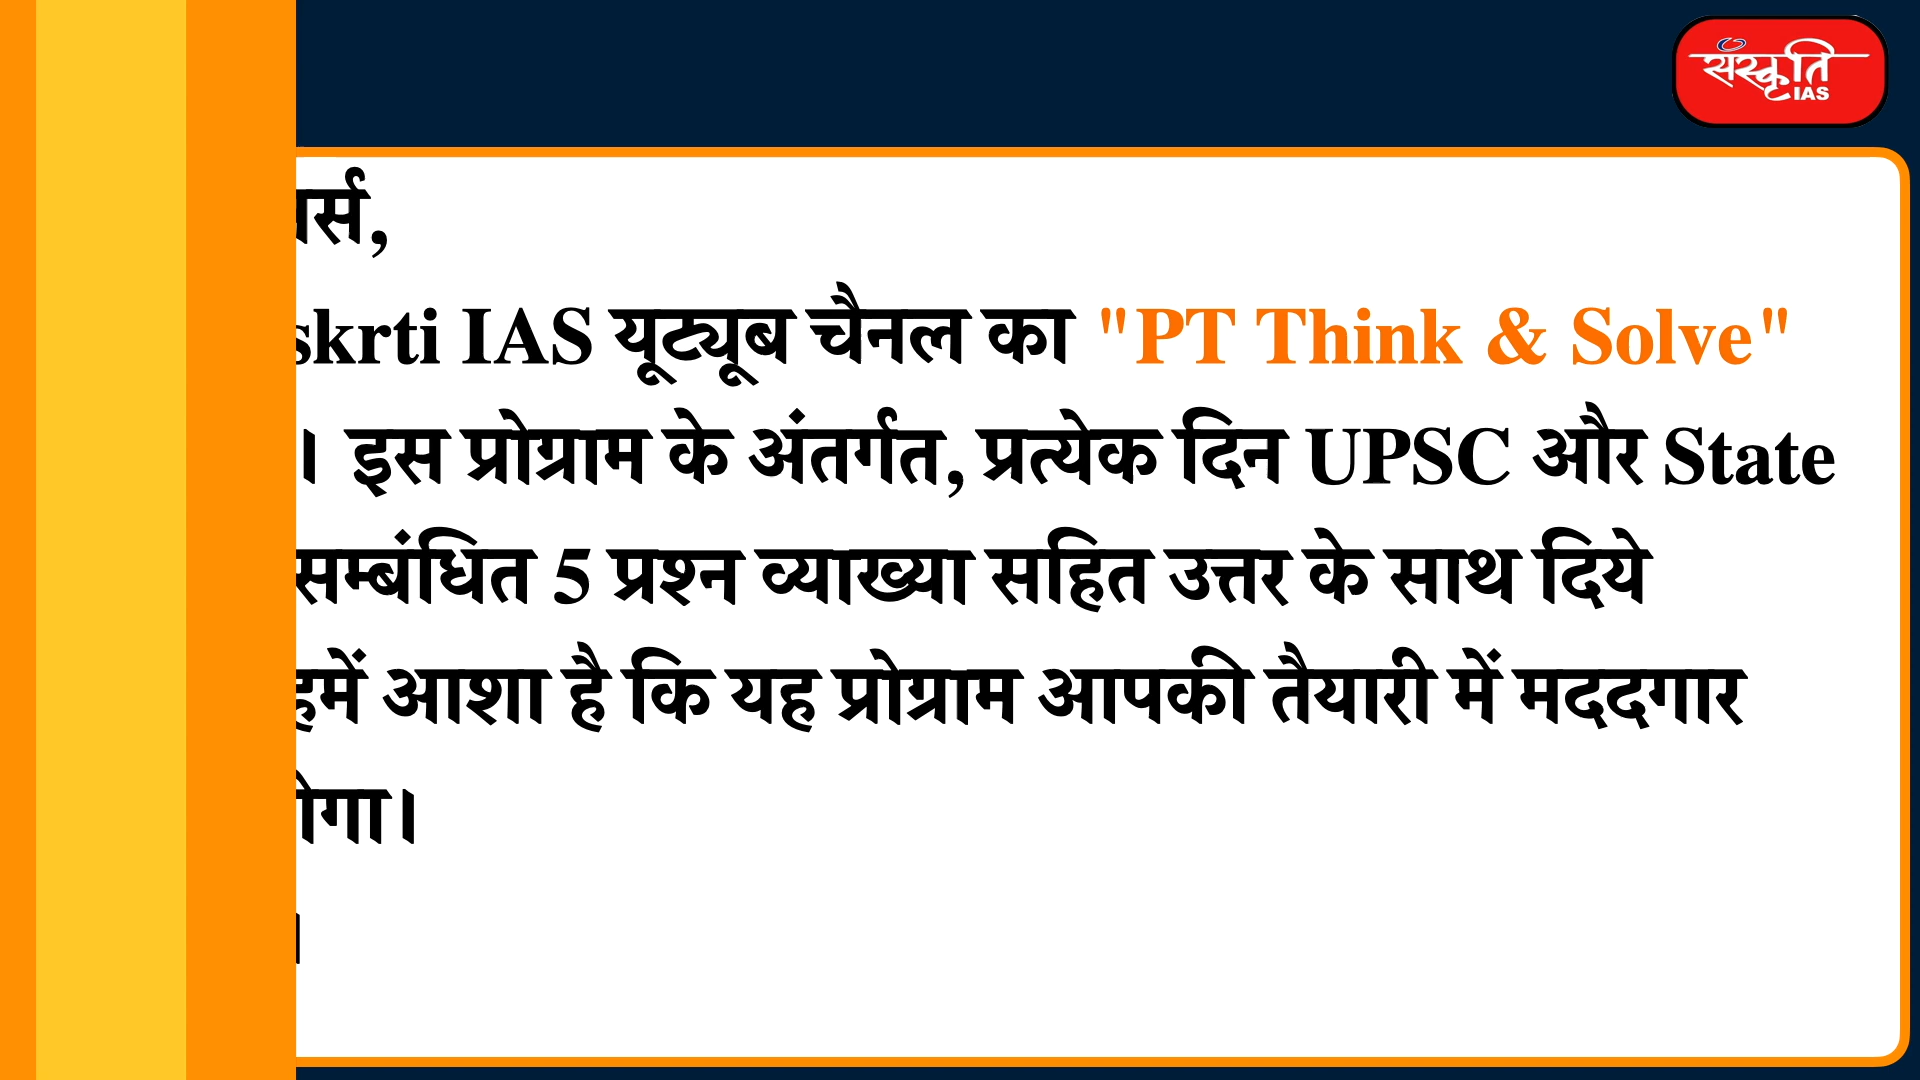 संस्कृति
IAS
skrti IAS यूट्यूब चैनल का "PT Think & Solve"
। इस प्रोग्राम के अंतर्गत, प्रत्येक दिन UPSC और State
सम्बंधित 5 प्रश्न व्याख्या सहित उत्तर के साथ दिये
हमें आशा है कि यह प्रोग्राम आपकी तैयारी में मददगार